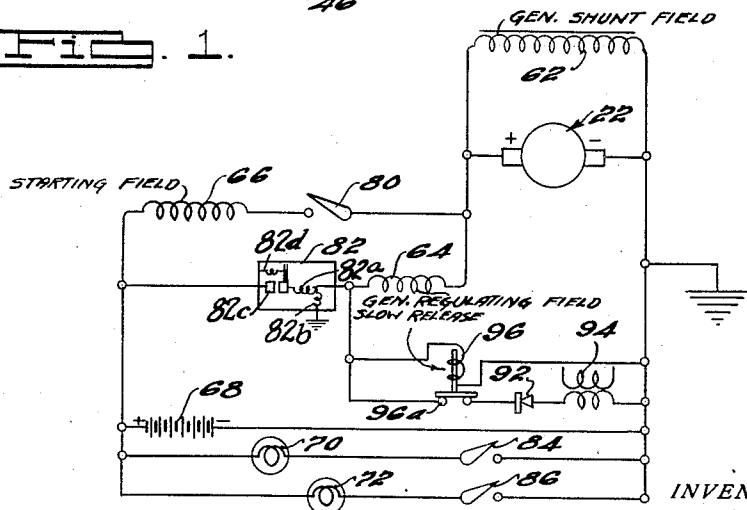 46
Fig. 1.
GEN. SHUNT FIELD
62
22
+ −
STARTING FIELD 66 80
82d 82 82a 64
82c 82b
GEN. REGULATING FIELD
SLOW RELEASE 96 94
92
96a
+ 68 −
70 84
72 86
INVEN